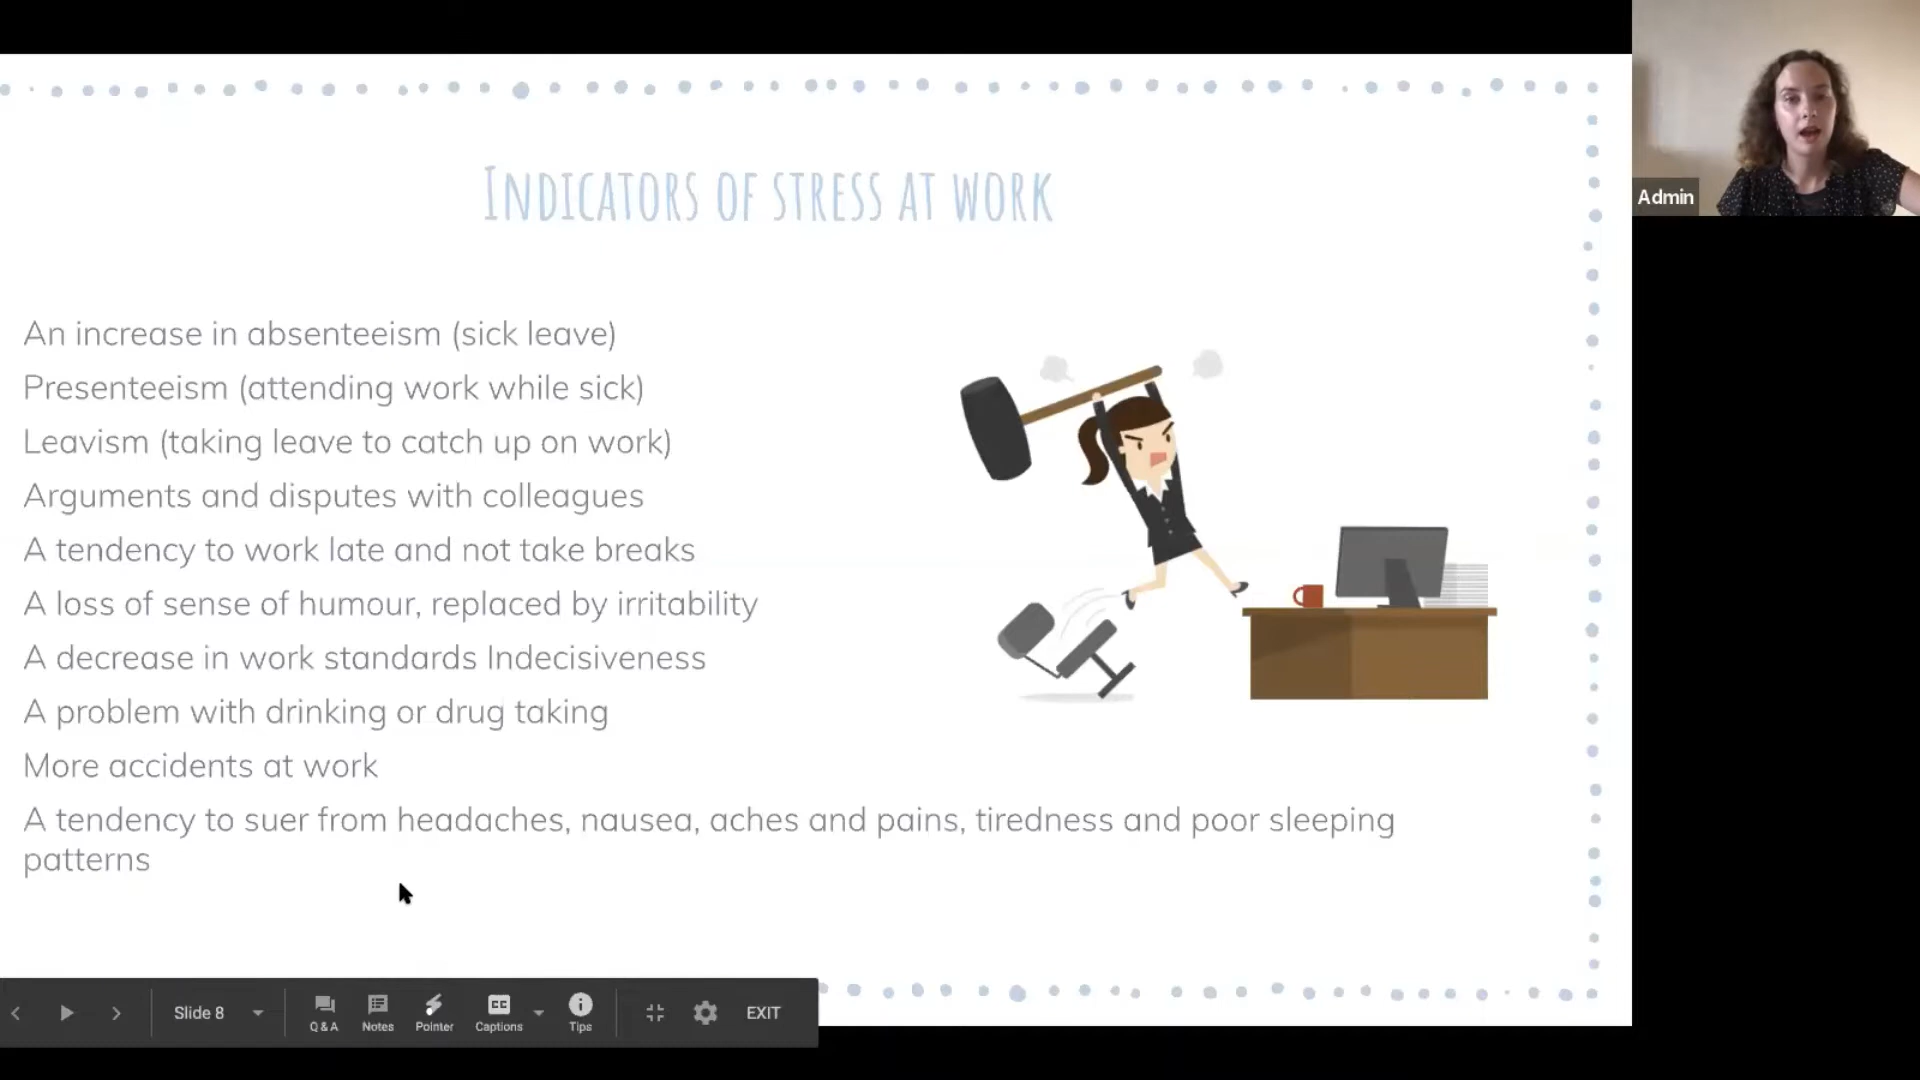 INDICATORS OF STRESS AT WORK
Admin
An increase in absenteeism (sick leave)
Presenteeism (attending work while sick)
Leavism (taking leave to catch up on work)
Arguments and disputes with colleagues
A tendency to work late and not take breaks
A loss of sense of humour, replaced by irritability
A decrease in work standards Indecisiveness
A problem with drinking or drug taking
More accidents at work
A tendency to suer from headaches, nausea, aches and pains, tiredness and poor sleeping
patterns
Slide 8
Q & A
Notes
Pointer
CC
Captions
Tips
EXIT